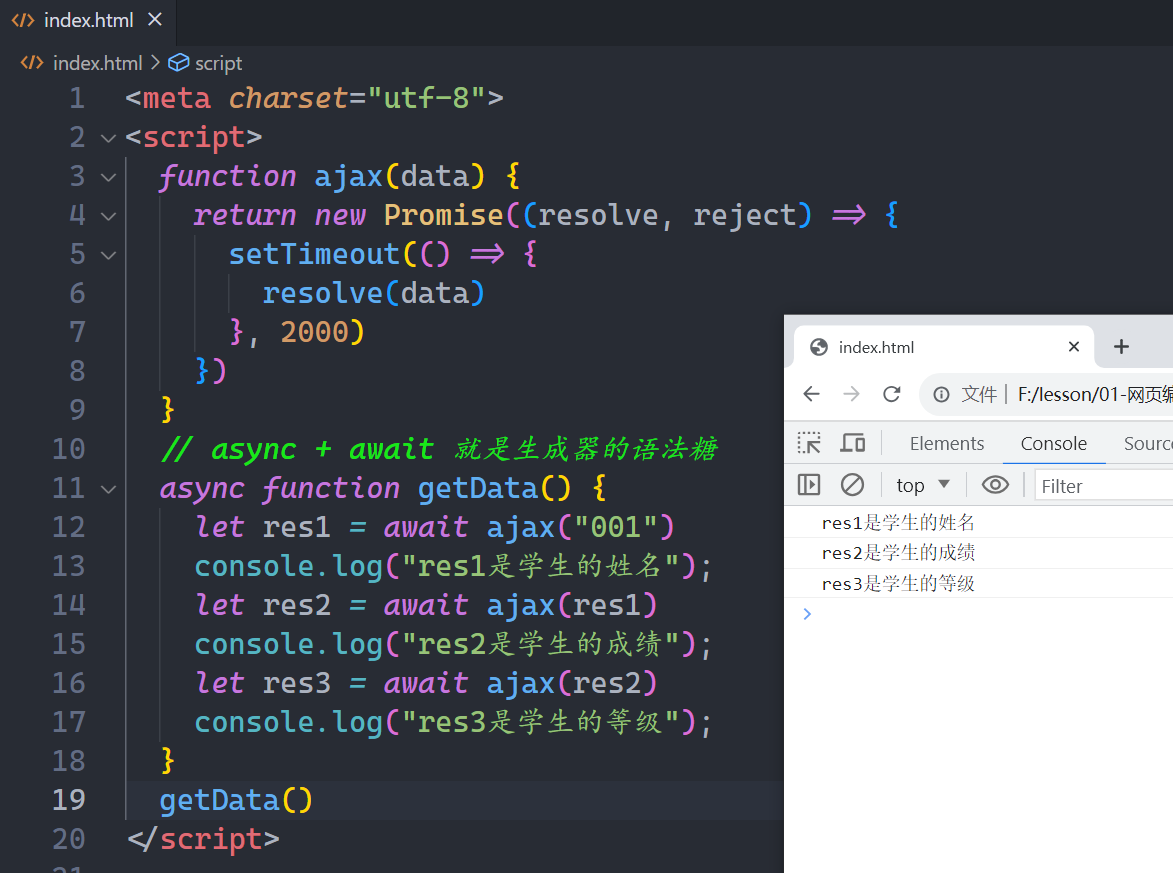 index.html
index.html > script
1 <meta charset="utf-8">
2 <script>
3 function ajax(data) {
4 return new Promise((resolve, reject) => {
5 setTimeout(() => {
6 resolve(data)
7 }, 2000)
8 })
9 }
10 // async + await 就是生成器的语法糖
11 async function getData() {
12 let res1 = await ajax("001")
13 console.log("res1是学生的姓名");
14 let res2 = await ajax(res1)
15 console.log("res2是学生的成绩");
16 let res3 = await ajax(res2)
17 console.log("res3是学生的等级");
18 }
19 getData()
20 </script>
index.html
文件 | F:/lesson/01-网页
Elements Console Sourc
top Filter
res1是学生的姓名
res2是学生的成绩
res3是学生的等级